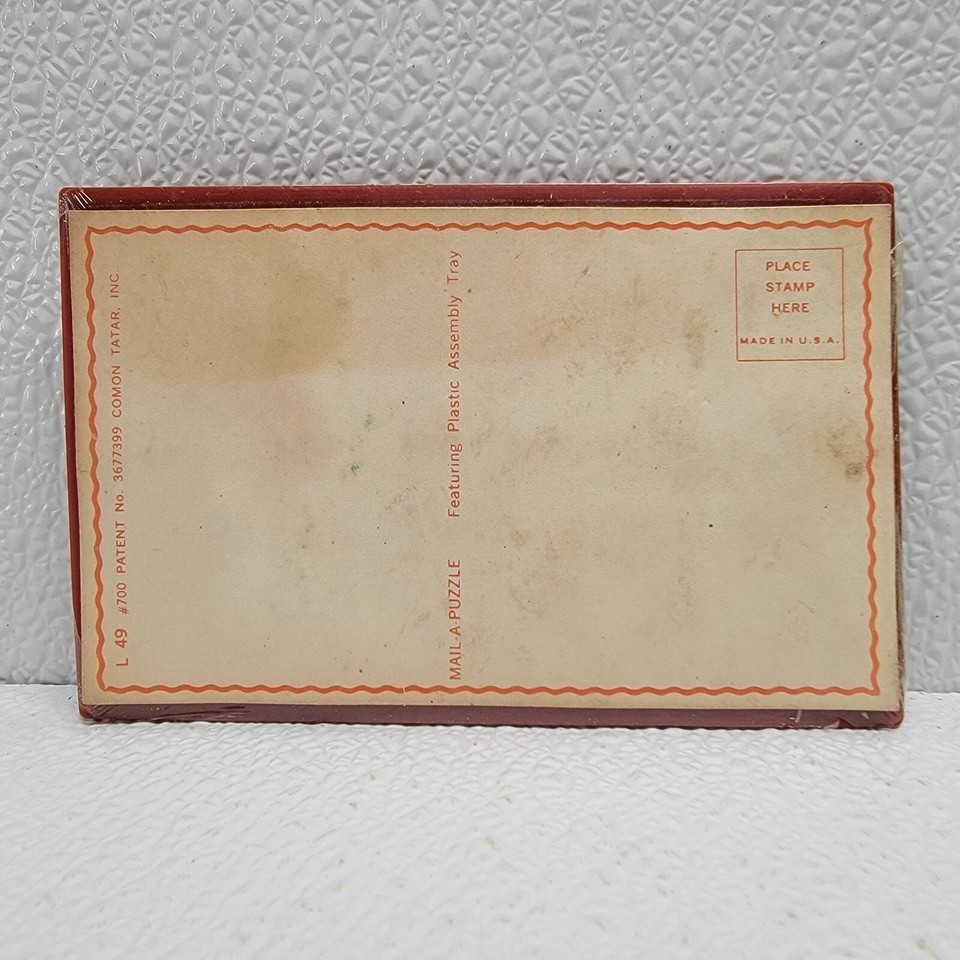 L 49 #700 PATENT No. 3677399 COMON TATAR, INC
MAIL-A-PUZZLE Featuring Plastic Assembly Tray
PLACE
STAMP
HERE
MADE IN U.S.A.